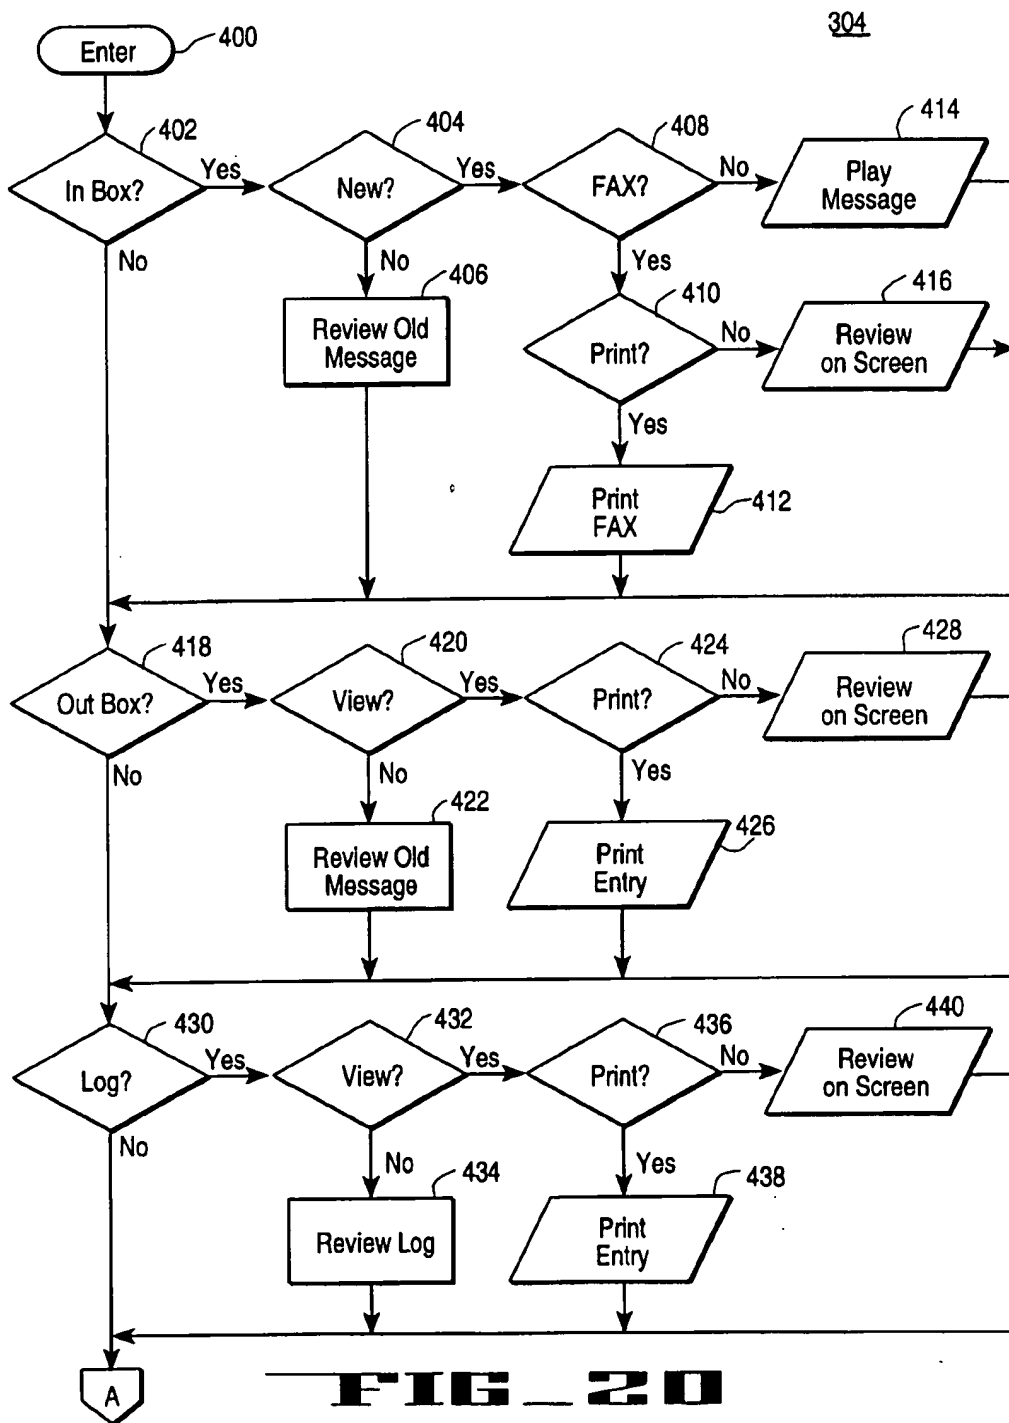 304
Enter
400
402
In Box?
Yes
No
404
New?
Yes
No
408
FAX?
No
Yes
414
Play
Message
406
Review Old
Message
410
Print?
No
Yes
416
Review
on Screen
Print
FAX
412
418
Out Box?
Yes
No
420
View?
Yes
No
424
Print?
No
Yes
428
Review
on Screen
422
Review Old
Message
426
Print
Entry
430
Log?
Yes
No
432
View?
Yes
No
436
Print?
No
Yes
440
Review
on Screen
434
Review Log
438
Print
Entry
A
FIG_20